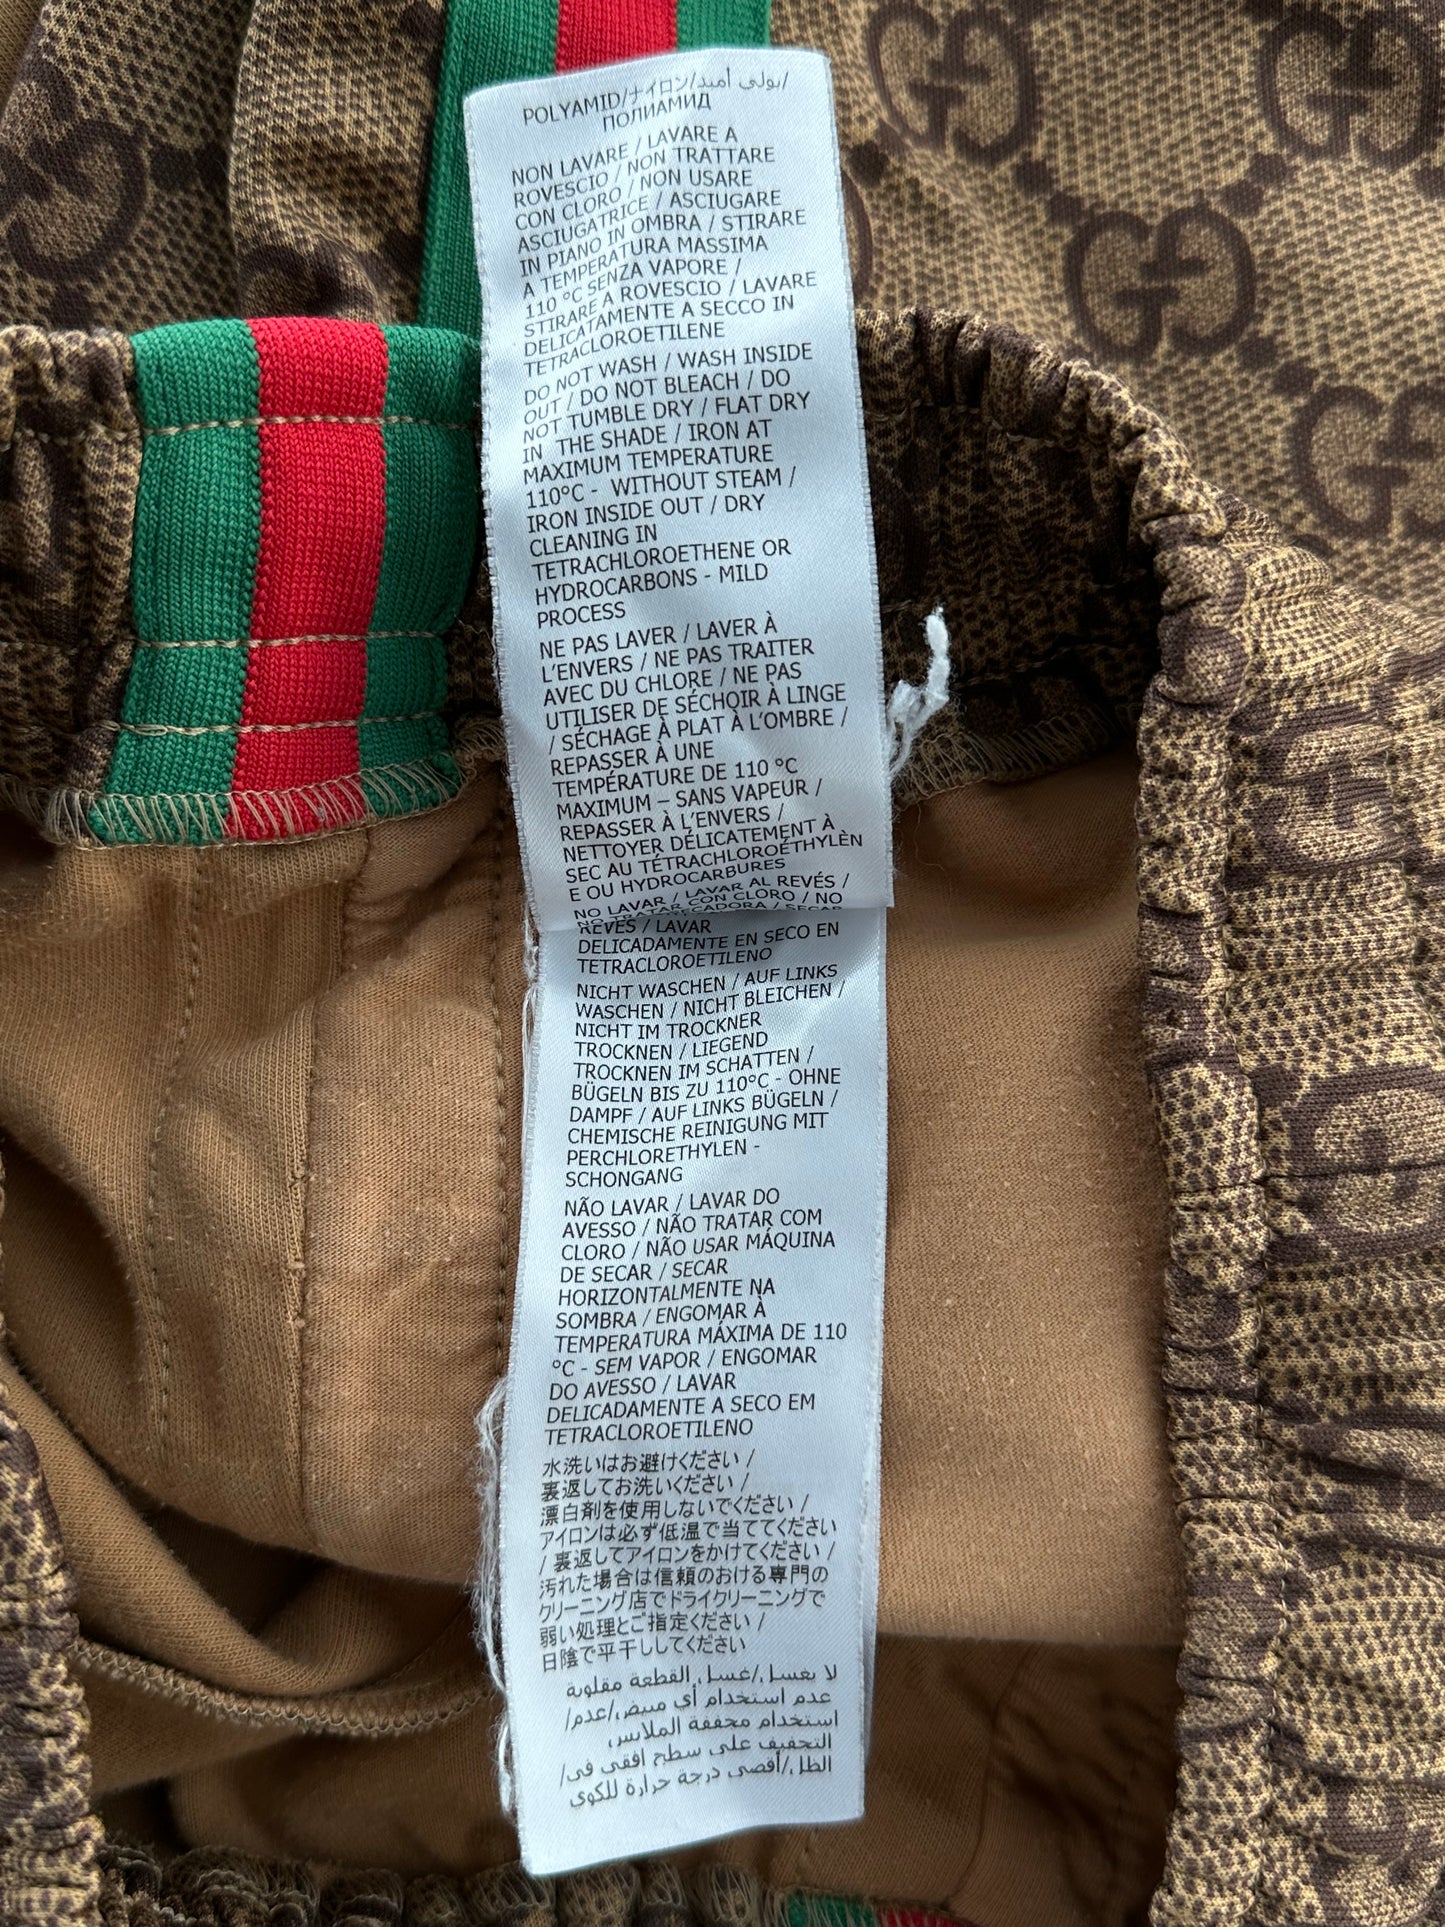 POLYAMID/ナイロン/بولي أميد/
ПОЛИАМИД
NON LAVARE / LAVARE A
ROVESCIO / NON TRATTARE
CON CLORO / NON USARE
ASCIUGATRICE / ASCIUGARE
IN PIANO IN OMBRA / STIRARE
A TEMPERATURA MASSIMA
110 °C SENZA VAPORE /
STIRARE A ROVESCIO / LAVARE
DELICATAMENTE A SECCO IN
TETRACLOROETILENE
DO NOT WASH / WASH INSIDE
OUT / DO NOT BLEACH / DO
NOT TUMBLE DRY / FLAT DRY
IN THE SHADE / IRON AT
MAXIMUM TEMPERATURE
110°C - WITHOUT STEAM /
IRON INSIDE OUT / DRY
CLEANING IN
TETRACHLOROETHENE OR
HYDROCARBONS - MILD
PROCESS
NE PAS LAVER / LAVER À
L'ENVERS / NE PAS TRAITER
AVEC DU CHLORE / NE PAS
UTILISER DE SÉCHOIR À LINGE
/ SÉCHAGE À PLAT À L'OMBRE /
REPASSER À UNE
TEMPÉRATURE DE 110 °C
MAXIMUM – SANS VAPEUR /
REPASSER À L'ENVERS /
NETTOYER DÉLICATEMENT À
SEC AU TÉTRACHLOROÉTHYLÈN
E OU HYDROCARBURES
NO LAVAR / LAVAR AL REVÉS /
NO TRATAR CON CLORO / NO
SECADORA / SECAR
REVÉS / LAVAR
DELICADAMENTE EN SECO EN
TETRACLOROETILENO
NICHT WASCHEN / AUF LINKS
WASCHEN / NICHT BLEICHEN /
NICHT IM TROCKNER
TROCKNEN / LIEGEND
TROCKNEN IM SCHATTEN /
BÜGELN BIS ZU 110°C - OHNE
DAMPF / AUF LINKS BÜGELN /
CHEMISCHE REINIGUNG MIT
PERCHLORETHYLEN -
SCHONGANG
NÃO LAVAR / LAVAR DO
AVESSO / NÃO TRATAR COM
CLORO / NÃO USAR MÁQUINA
DE SECAR / SECAR
HORIZONTALMENTE NA
SOMBRA / ENGOMAR À
TEMPERATURA MÁXIMA DE 110
°C - SEM VAPOR / ENGOMAR
DO AVESSO / LAVAR
DELICADAMENTE A SECO EM
TETRACLOROETILENO
水洗いはお避けください /
裏返してお洗いください /
漂白剤を使用しないでください /
アイロンは必ず低温で当ててください
/ 裏返してアイロンをかけてください /
汚れた場合は信頼のおける専門の
クリーニング店でドライクリーニングで
弱い処理とご指定ください /
日陰で平干ししてください
لا يغسل/غسل القطعة مقلوبة
عدم استخدام أي مبيض/عدم/
استخدام مجففة الملابس/
التجفيف على سطح افقي في/
الظل/أقصى درجة حرارة للكوي